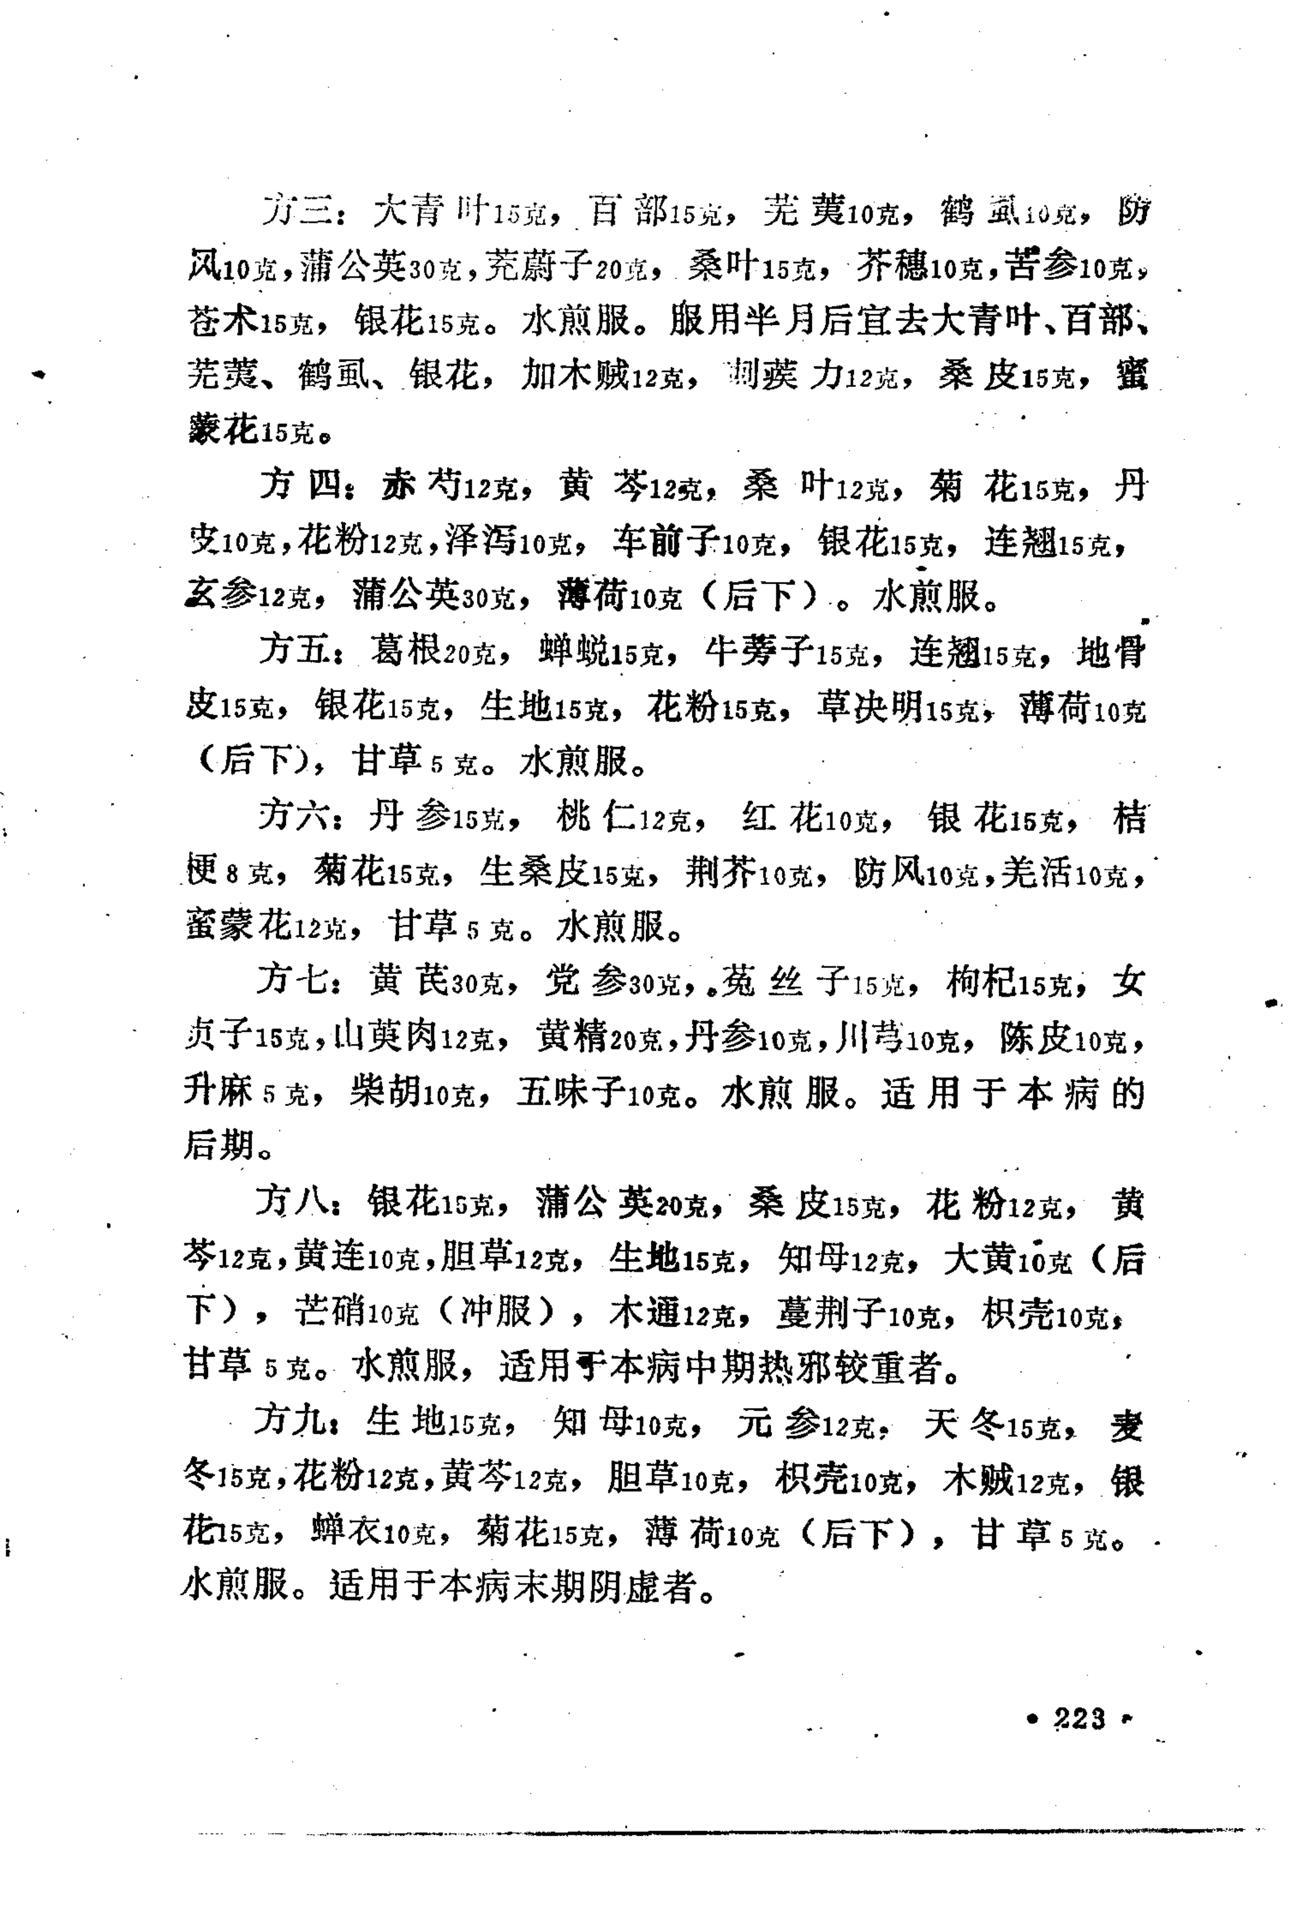 方三：大青叶15克，百部15克，芜荑10克，鹤虱10克，防
风10克，蒲公英30克，茺蔚子20克，桑叶15克，芥穗10克，苦参10克，
苍术15克，银花15克。水煎服。服用半月后宜去大青叶、百部、
芜荑、鹤虱、银花，加木贼12克，刺蒺力12克，桑皮15克，蜜
蒙花15克。
方四：赤芍12克，黄芩12克，桑叶12克，菊花15克，丹
皮10克，花粉12克，泽泻10克，车前子10克，银花15克，连翘15克，
玄参12克，蒲公英30克，薄荷10克（后下）。水煎服。
方五：葛根20克，蝉蜕15克，牛蒡子15克，连翘15克，地骨
皮15克，银花15克，生地15克，花粉15克，草决明15克，薄荷10克
（后下），甘草5克。水煎服。
方六：丹参15克，桃仁12克，红花10克，银花15克，桔
梗8克，菊花15克，生桑皮15克，荆芥10克，防风10克，羌活10克，
蜜蒙花12克，甘草5克。水煎服。
方七：黄芪30克，党参30克，菟丝子15克，枸杞15克，女
贞子15克，山萸肉12克，黄精20克，丹参10克，川芎10克，陈皮10克，
升麻5克，柴胡10克，五味子10克。水煎服。适用于本病的
后期。
方八：银花15克，蒲公英20克，桑皮15克，花粉12克，黄
芩12克，黄连10克，胆草12克，生地15克，知母12克，大黄10克（后
下），芒硝10克（冲服），木通12克，蔓荆子10克，枳壳10克，
甘草5克。水煎服，适用于本病中期热邪较重者。
方九：生地15克，知母10克，元参12克，天冬15克，麦
冬15克，花粉12克，黄芩12克，胆草10克，枳壳10克，木贼12克，银
花15克，蝉衣10克，菊花15克，薄荷10克（后下），甘草5克。
水煎服。适用于本病末期阴虚者。
• 223 •